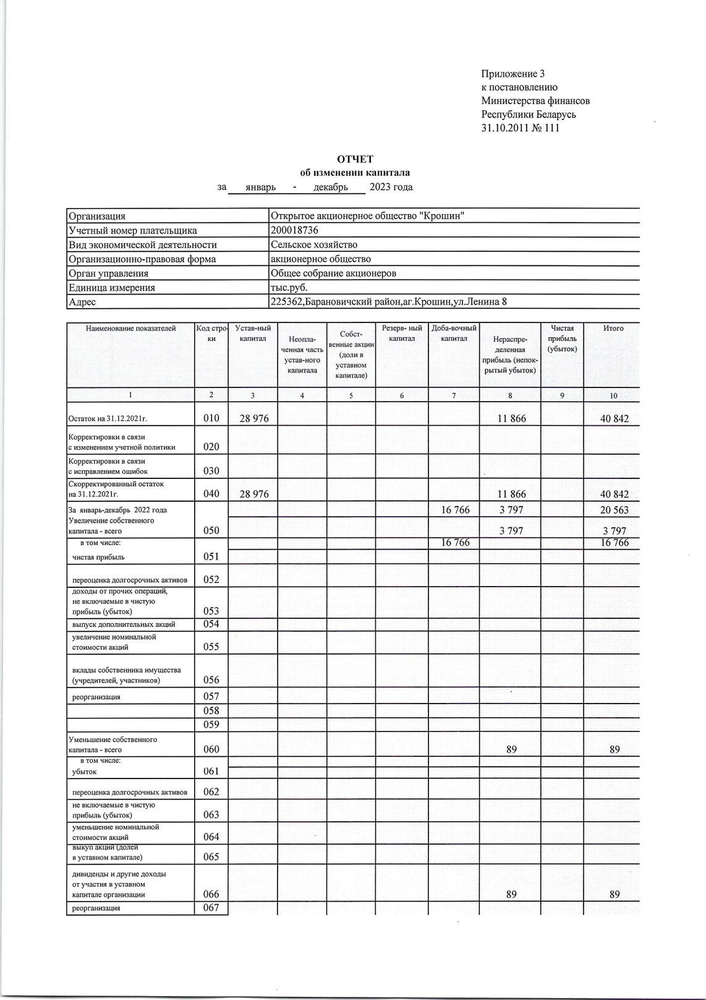 Приложение 3
к постановлению
Министерства финансов
Республики Беларусь
31.10.2011 № 111
ОТЧЕТ
об изменении капитала
за январь - декабрь 2023 года
Организация Открытое акционерное общество "Крошин"
Учетный номер плательщика 200018736
Вид экономической деятельности Сельское хозяйство
Организационно-правовая форма акционерное общество
Орган управления Общее собрание акционеров
Единица измерения тыс.руб.
Адрес 225362,Барановичский район,аг.Крошин,ул.Ленина 8
Наименование показателей
Код стро-
ки
Устав-ный
капитал
Неопла-
ченная часть
устав-ного
капитала
Собст-
венные акции
(доли в
уставном
капитале)
Резерв- ный
капитал
Доба-вочный
капитал
Нераспре-
деленная
прибыль (непок-
рытый убыток)
Чистая
прибыль
(убыток)
Итого
1 2 3 4 5 6 7 8 9 10
Остаток на 31.12.2021г. 010 28 976 11 866 40 842
Корректировки в связи
с изменением учетной политики 020
Корректировки в связи
с исправлением ошибок 030
Скорректированный остаток
на 31.12.2021г. 040 28 976 11 866 40 842
За январь-декабрь 2022 года 16 766 3 797 20 563
Увеличение собственного
капитала - всего 050 3 797 3 797
в том числе: 16 766 16 766
чистая прибыль 051
переоценка долгосрочных активов 052
доходы от прочих операций,
не включаемые в чистую
прибыль (убыток) 053
выпуск дополнительных акций 054
увеличение номинальной
стоимости акций 055
вклады собственника имущества
(учредителей, участников) 056
реорганизация 057
058
059
Уменьшение собственного
капитала - всего 060 89 89
в том числе:
убыток 061
переоценка долгосрочных активов 062
не включаемые в чистую
прибыль (убыток) 063
уменьшение номинальной
стоимости акций 064
выкуп акций (долей
в уставном капитале) 065
дивиденды и другие доходы
от участия в уставном
капитале организации 066 89 89
реорганизация 067